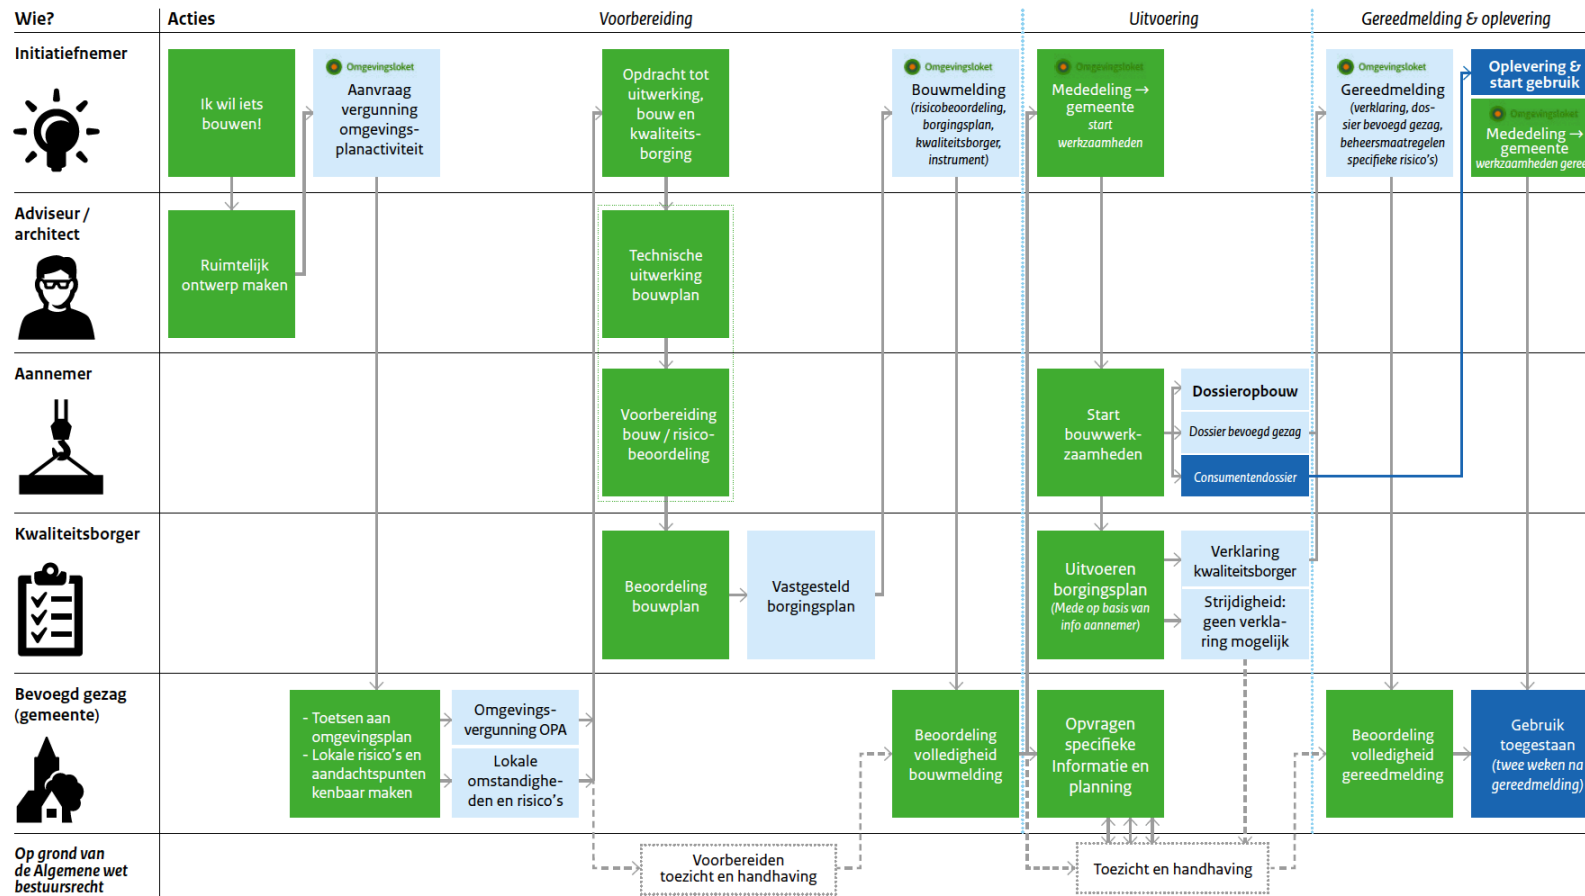 Wie?
Acties
Voorbereiding
Uitvoering
Gereedmelding & oplevering
Initiatiefnemer
Ik wil iets
bouwen!
Omgevingsloket
Aanvraag
vergunning
omgevings-
planactiviteit
Opdracht tot
uitwerking,
bouw en
kwaliteits-
borging
Omgevingsloket
Bouwmelding
(risicobeoordeling,
borgingsplan,
kwaliteitsborger,
instrument)
Omgevingsloket
Mededeling →
gemeente
start
werkzaamheden
Omgevingsloket
Gereedmelding
(verklaring, dos-
sier bevoegd gezag,
beheersmaatregelen
specifieke risico's)
Oplevering &
start gebruik
Omgevingsloket
Mededeling →
gemeente
werkzaamheden geree
Adviseur /
architect
Ruimtelijk
ontwerp maken
Technische
uitwerking
bouwplan
Aannemer
Voorbereiding
bouw / risico-
beoordeling
Start
bouwwerk-
zaamheden
Dossieropbouw
Dossier bevoegd gezag
Consumentendossier
Kwaliteitsborger
Beoordeling
bouwplan
Vastgesteld
borgingsplan
Uitvoeren
borgingsplan
(Mede op basis van
info aannemer)
Verklaring
kwaliteitsborger
Strijdigheid:
geen verkla-
ring mogelijk
Bevoegd gezag
(gemeente)
- Toetsen aan
omgevingsplan
- Lokale risico's en
aandachtspunten
kenbaar maken
Omgevings-
vergunning OPA
Lokale
omstandighe-
den en risico's
Beoordeling
volledigheid
bouwmelding
Opvragen
specifieke
Informatie en
planning
Beoordeling
volledigheid
gereedmelding
Gebruik
toegestaan
(twee weken na
gereedmelding)
Op grond van
de Algemene wet
bestuursrecht
Voorbereiden
toezicht en handhaving
Toezicht en handhaving